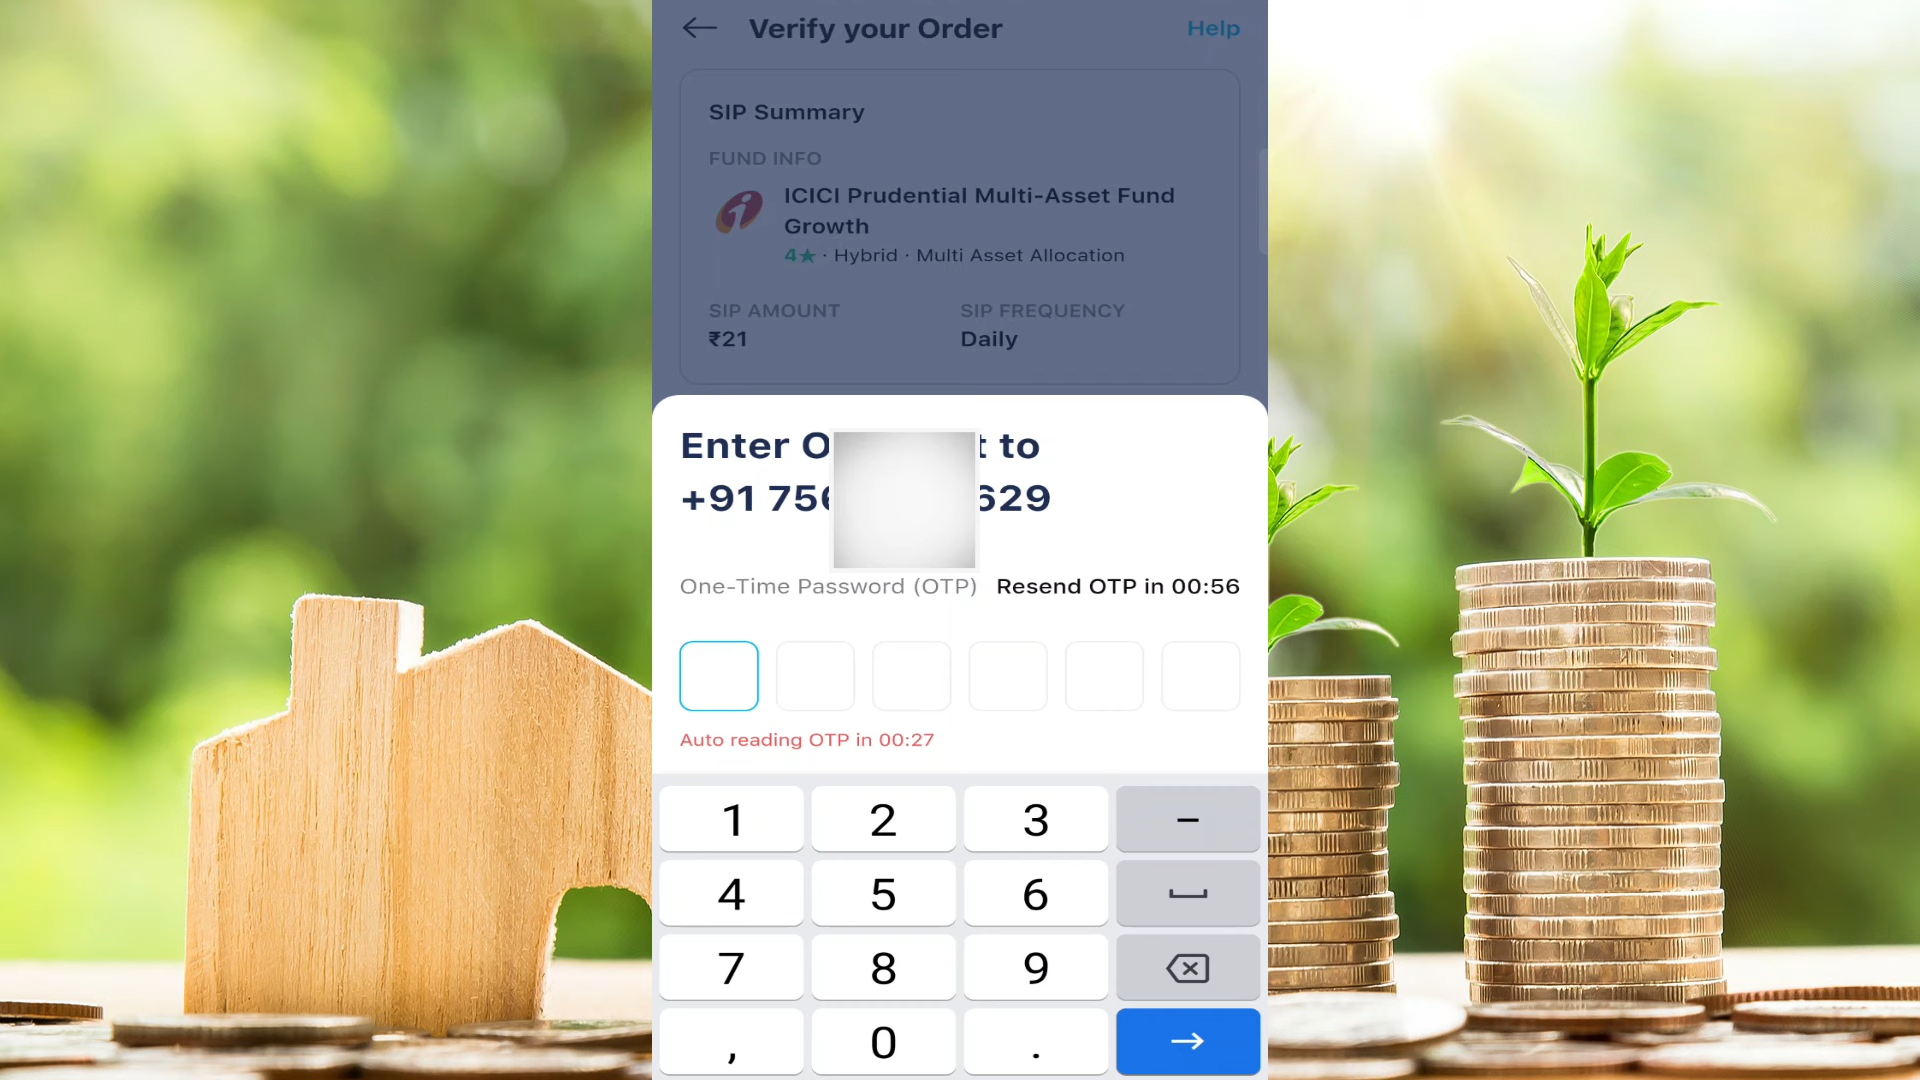 Verify your Order
Help
SIP Summary
FUND INFO
ICICI Prudential Multi-Asset Fund
Growth
4★ · Hybrid · Multi Asset Allocation
SIP AMOUNT
SIP FREQUENCY
₹21
Daily
Enter to
+91 75 629
One-Time Password (OTP)
Resend OTP in 00:56
Auto reading OTP in 00:27
1 2 3 –
4 5 6
7 8 9
, 0 . →